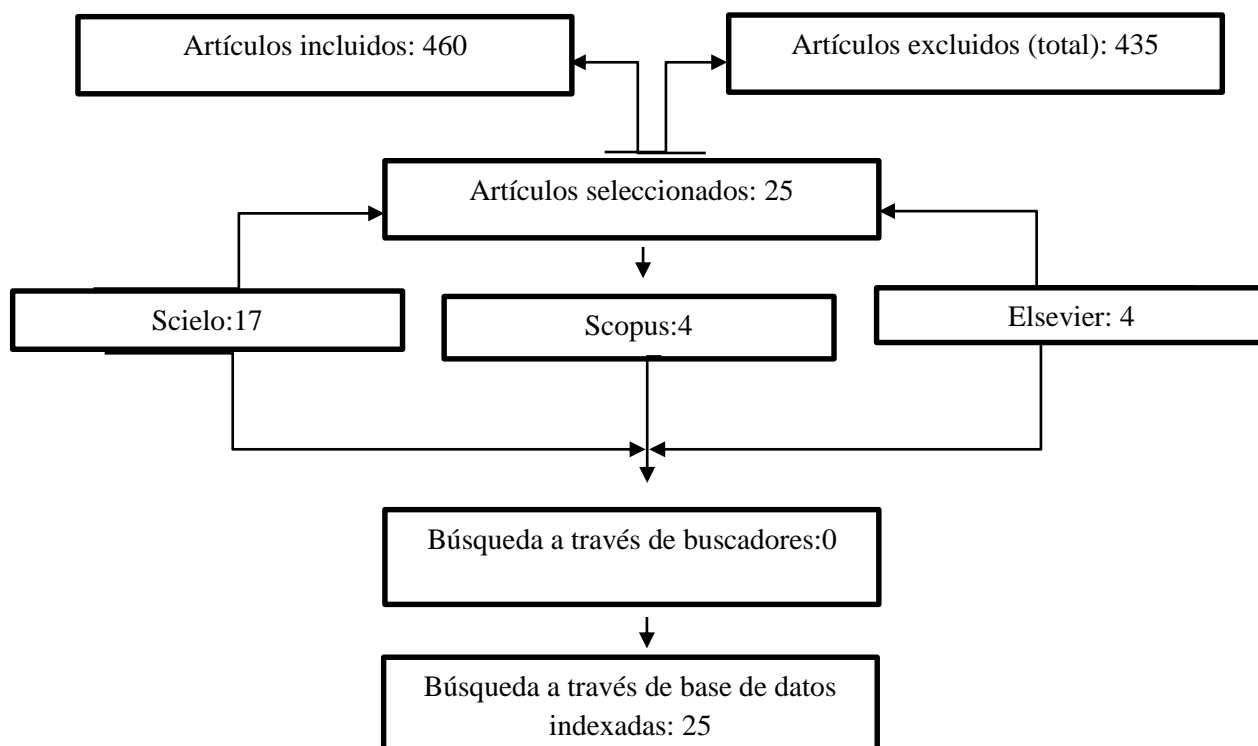 Artículos incluidos: 460
Artículos excluidos (total): 435
Artículos seleccionados: 25
Scielo:17
Scopus:4
Elsevier: 4
Búsqueda a través de buscadores:0
Búsqueda a través de base de datos
indexadas: 25